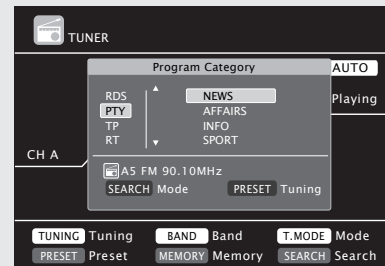 TUNER
Program Category
AUTO
RDS
NEWS
Playing
PTY
AFFAIRS
TP
INFO
RT
SPORT
CH A
A5 FM 90.10MHz
SEARCH Mode PRESET Tuning
TUNING Tuning BAND Band T.MODE Mode
PRESET Preset MEMORY Memory SEARCH Search